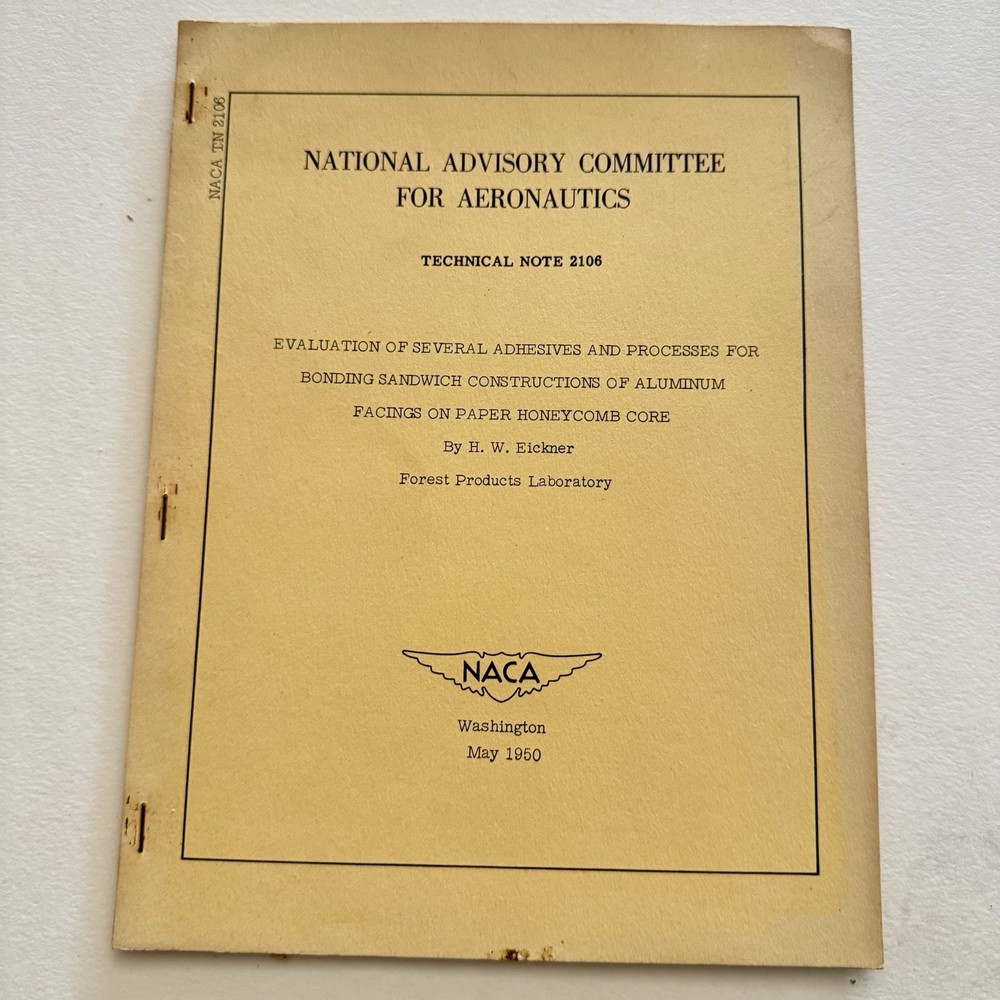 NACA TN 2106
NATIONAL ADVISORY COMMITTEE
FOR AERONAUTICS
TECHNICAL NOTE 2106
EVALUATION OF SEVERAL ADHESIVES AND PROCESSES FOR
BONDING SANDWICH CONSTRUCTIONS OF ALUMINUM
FACINGS ON PAPER HONEYCOMB CORE
By H. W. Eickner
Forest Products Laboratory
NACA
Washington
May 1950